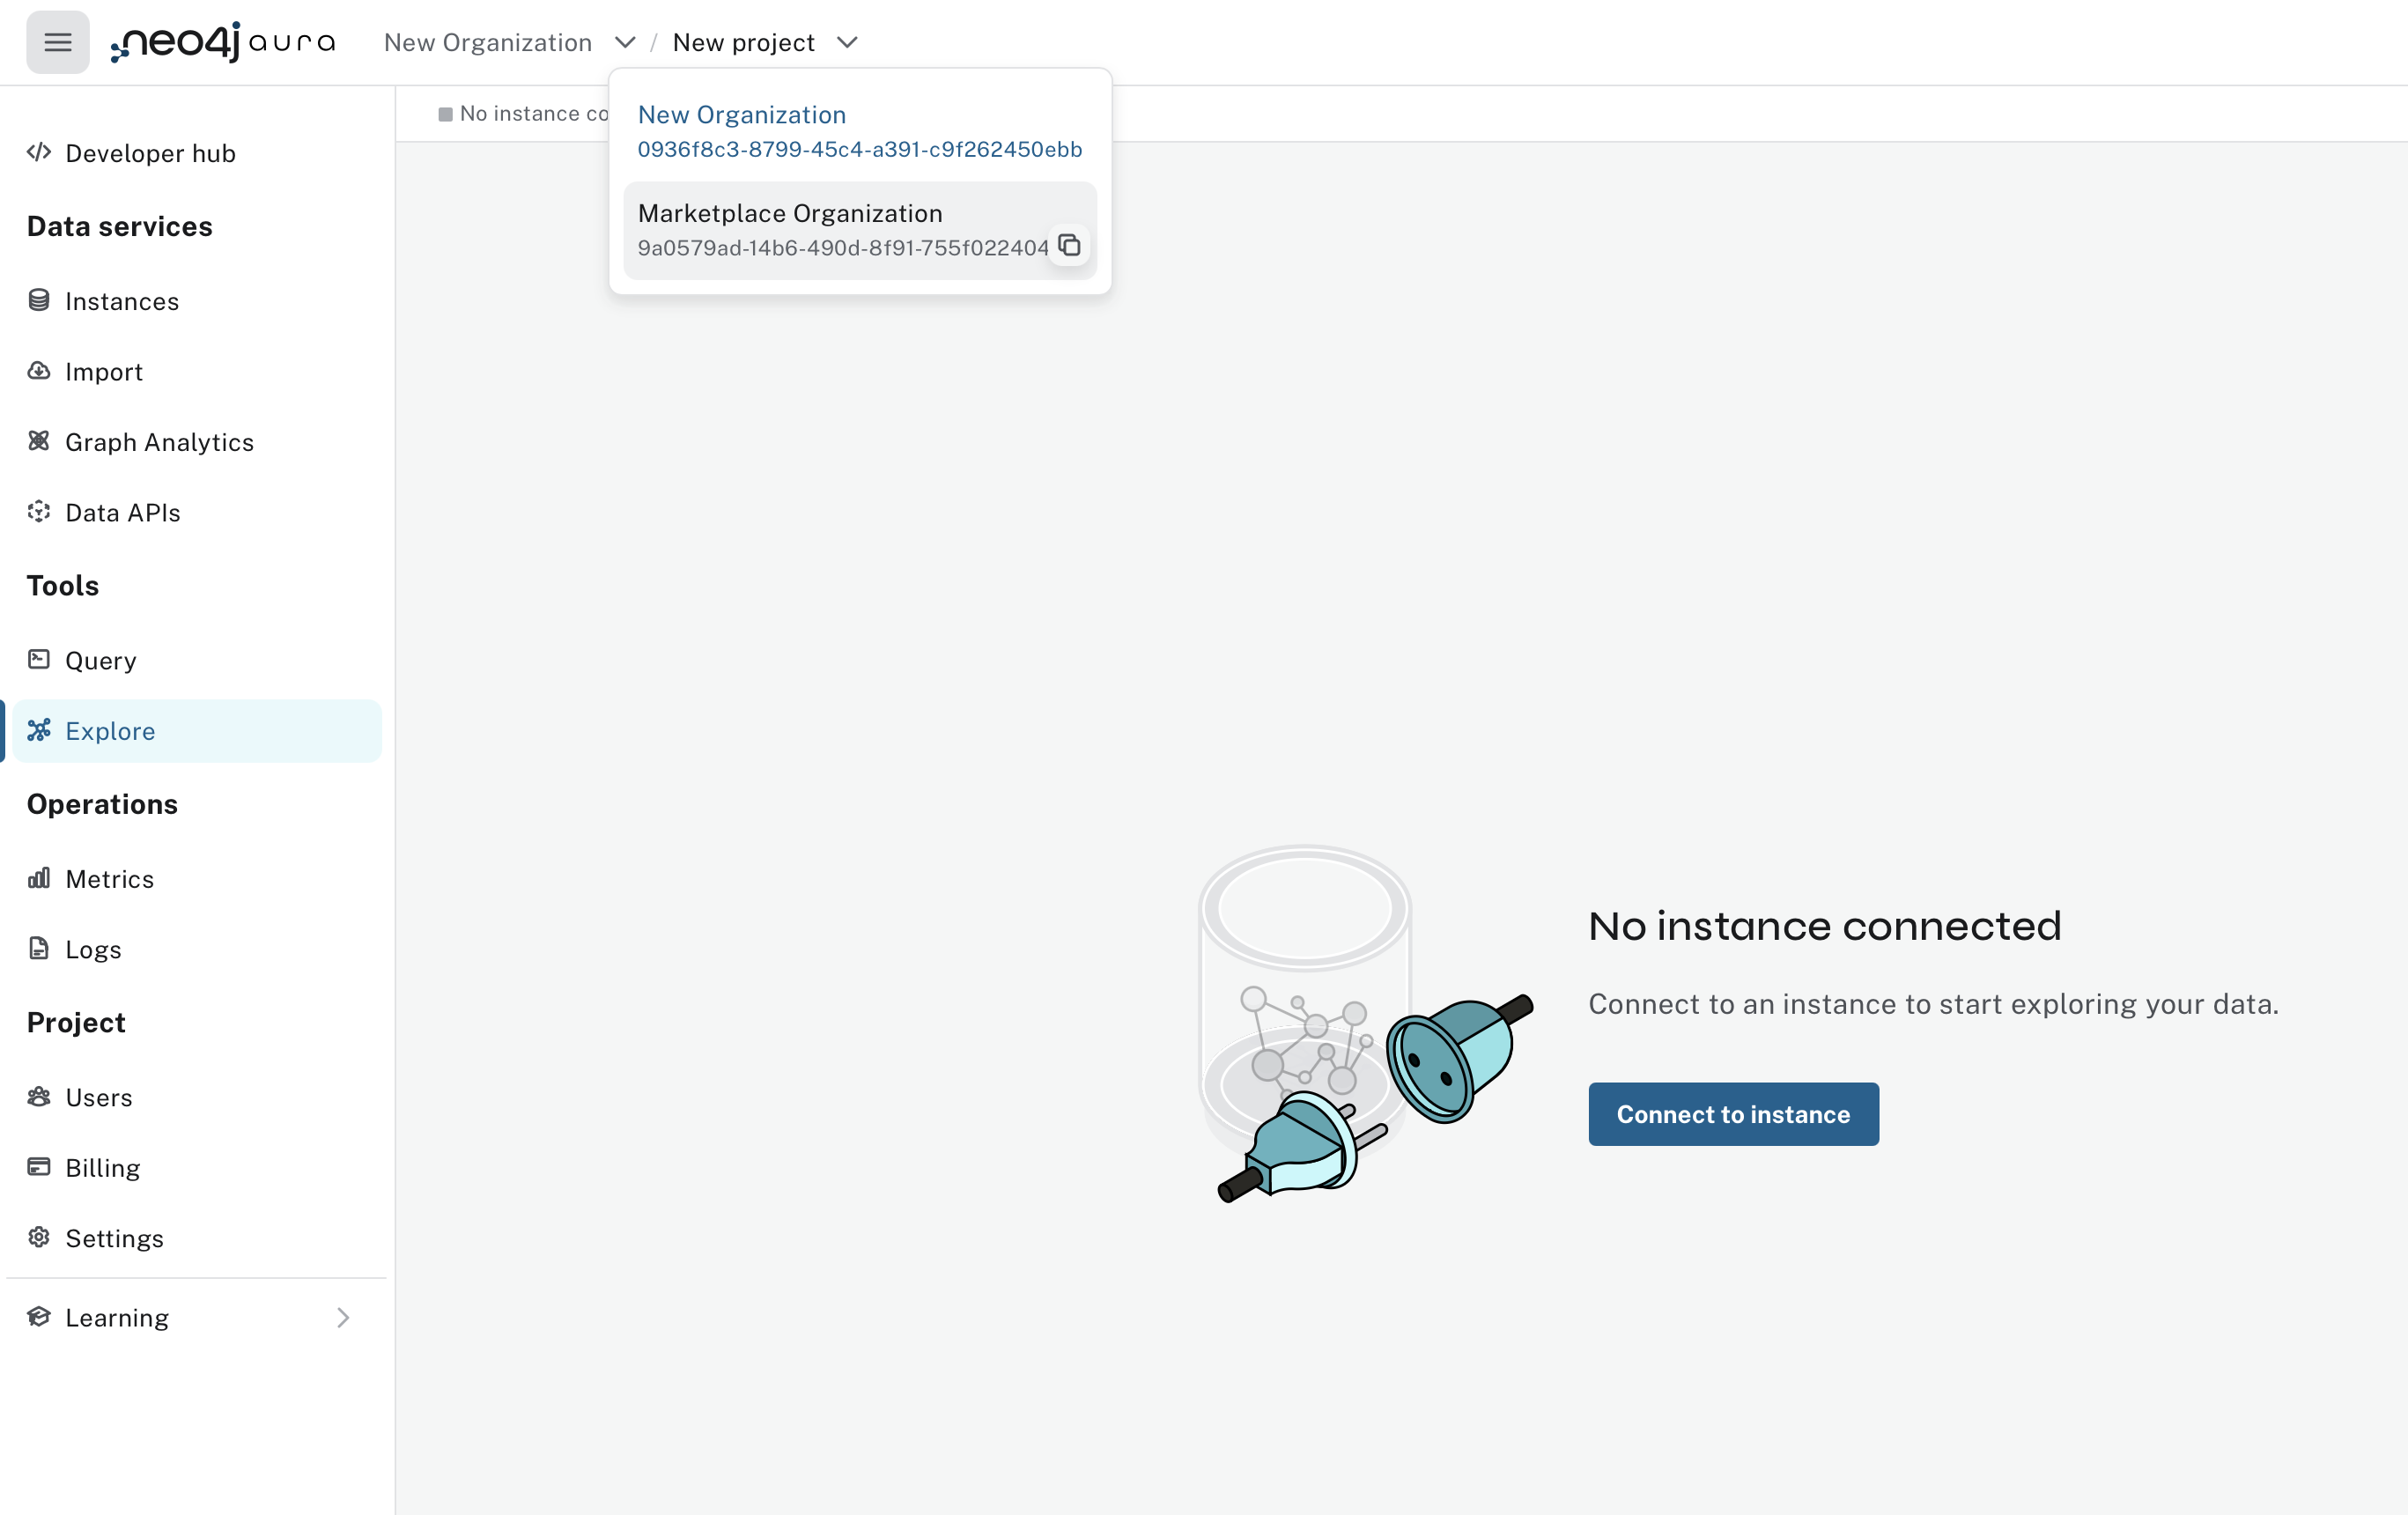 neo4j aura New Organization / New project
No instance co
New Organization
0936f8c3-8799-45c4-a391-c9f262450ebb
Marketplace Organization
9a0579ad-14b6-490d-8f91-755f022404
Developer hub
Data services
Instances
Import
Graph Analytics
Data APIs
Tools
Query
Explore
Operations
Metrics
Logs
Project
Users
Billing
Settings
Learning
No instance connected
Connect to an instance to start exploring your data.
Connect to instance